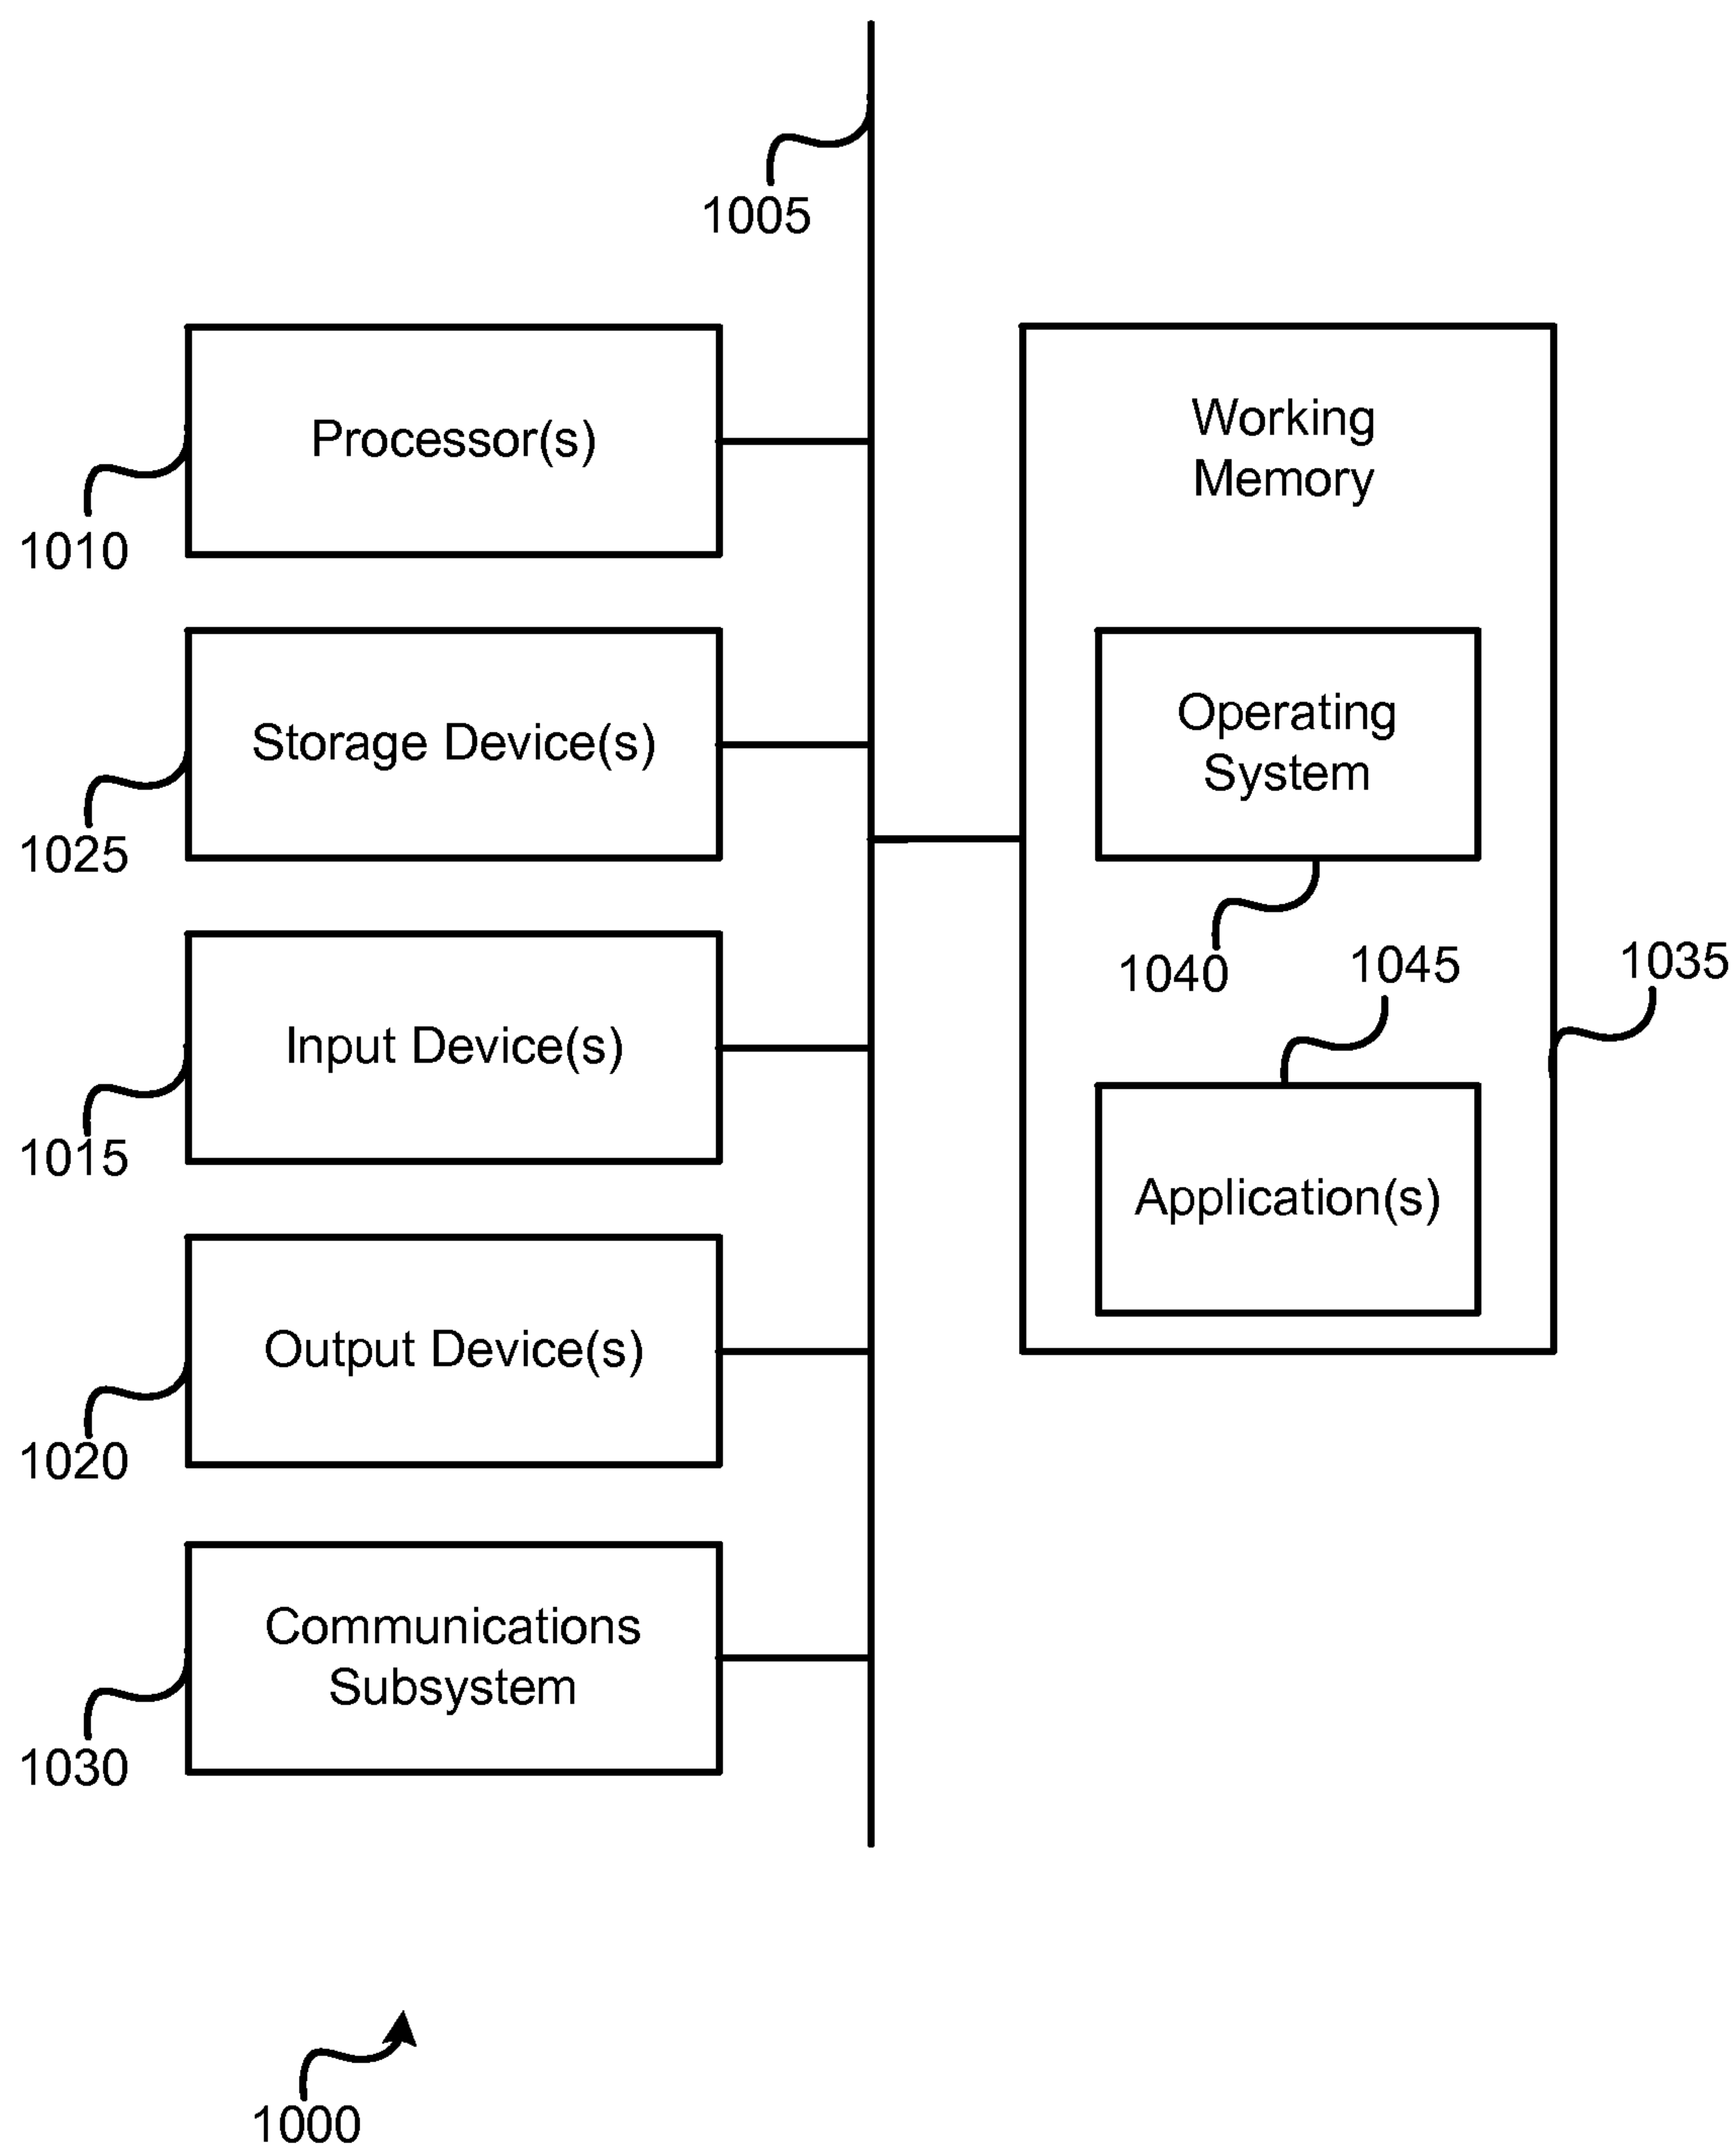 1005
Processor(s)
1010
Storage Device(s)
1025
Input Device(s)
1015
Output Device(s)
1020
Communications
Subsystem
1030
Working
Memory
Operating
System
1040
1045
1035
Application(s)
1000